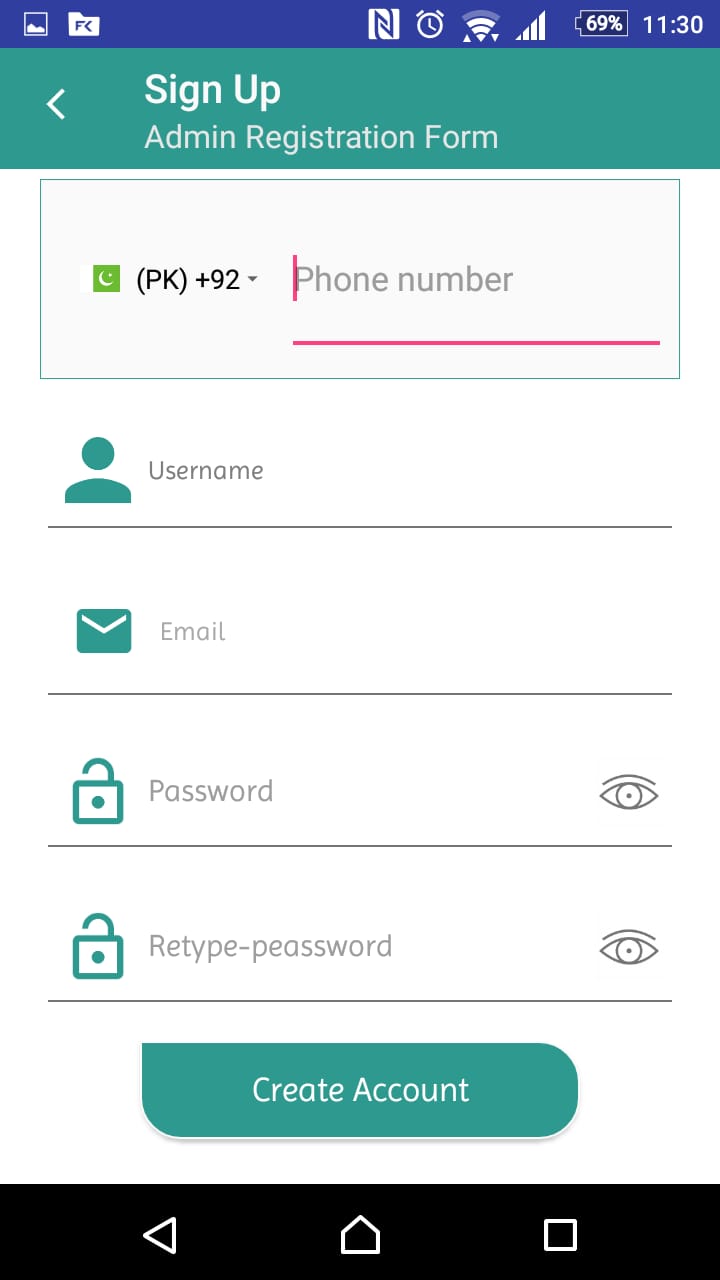 FK
69%
11:30
Sign Up
Admin Registration Form
(PK) +92
Phone number
Username
Email
Password
Retype-peassword
Create Account